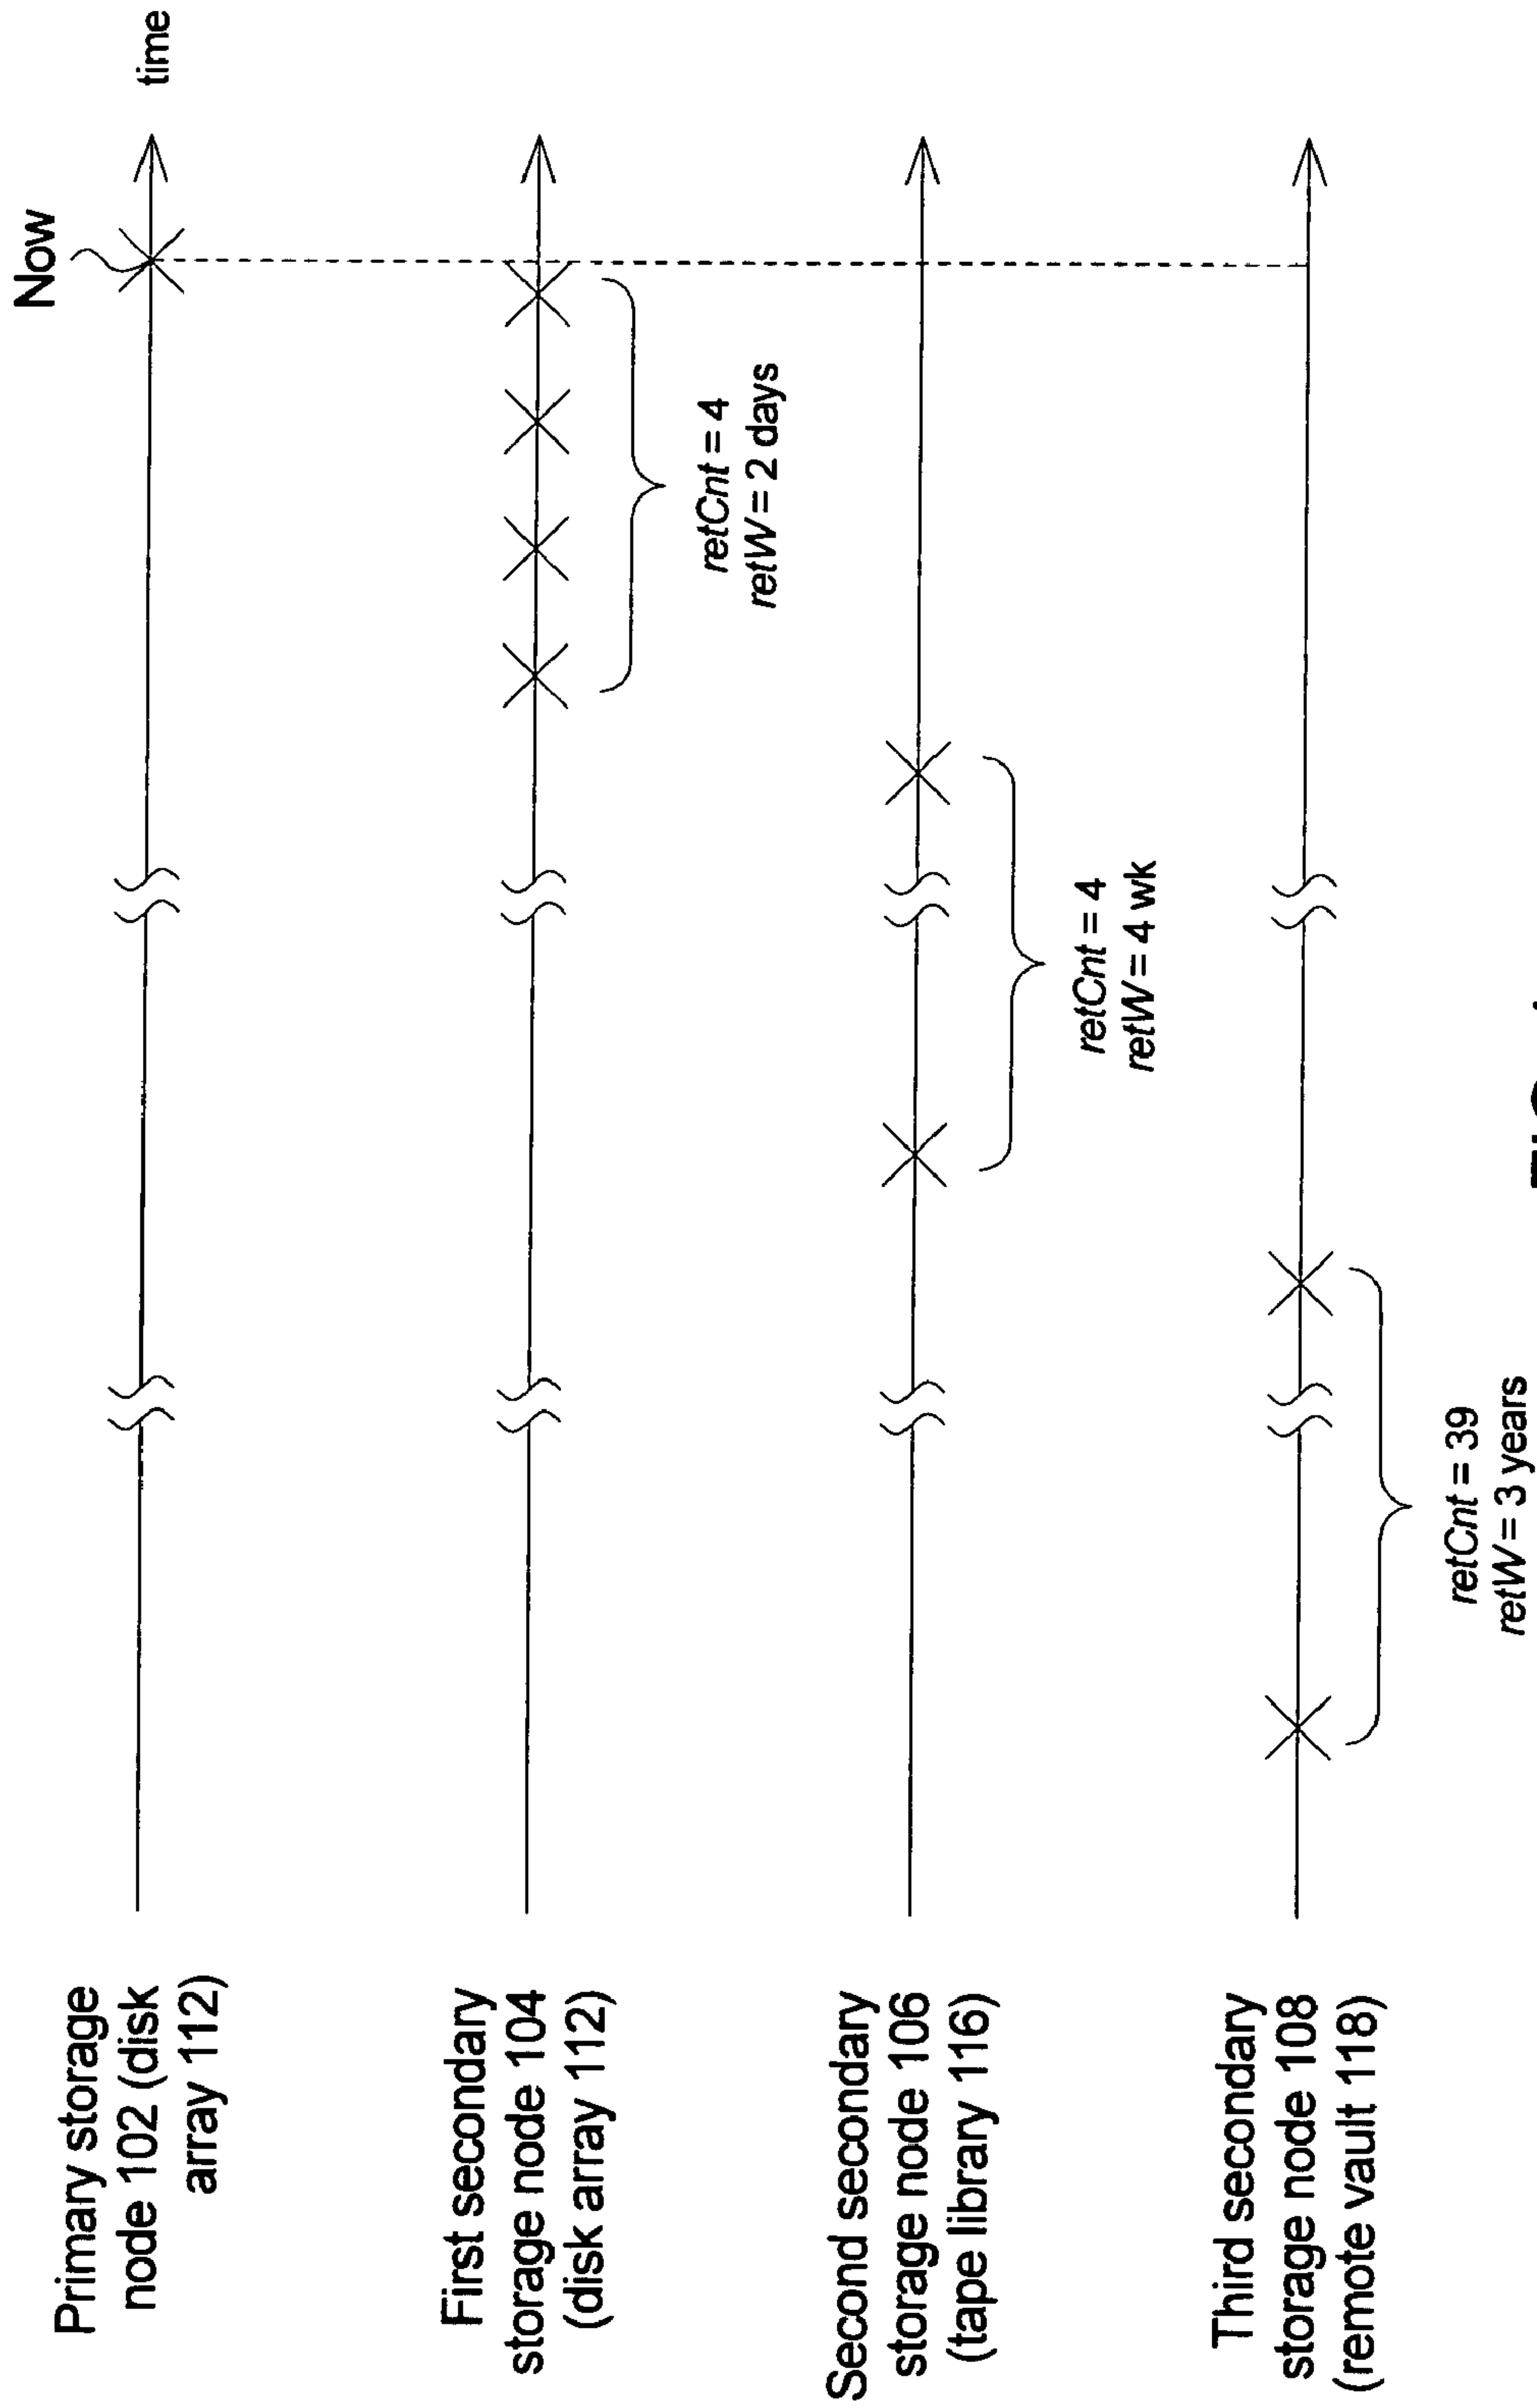 Now
time
Primary storage
node 102 (disk
array 112)
First secondary
storage node 104
(disk array 112)
retCnt = 4
retW = 2 days
Second secondary
storage node 106
(tape library 116)
retCnt = 4
retW = 4 wk
Third secondary
storage node 108
(remote vault 118)
retCnt = 39
retW = 3 years